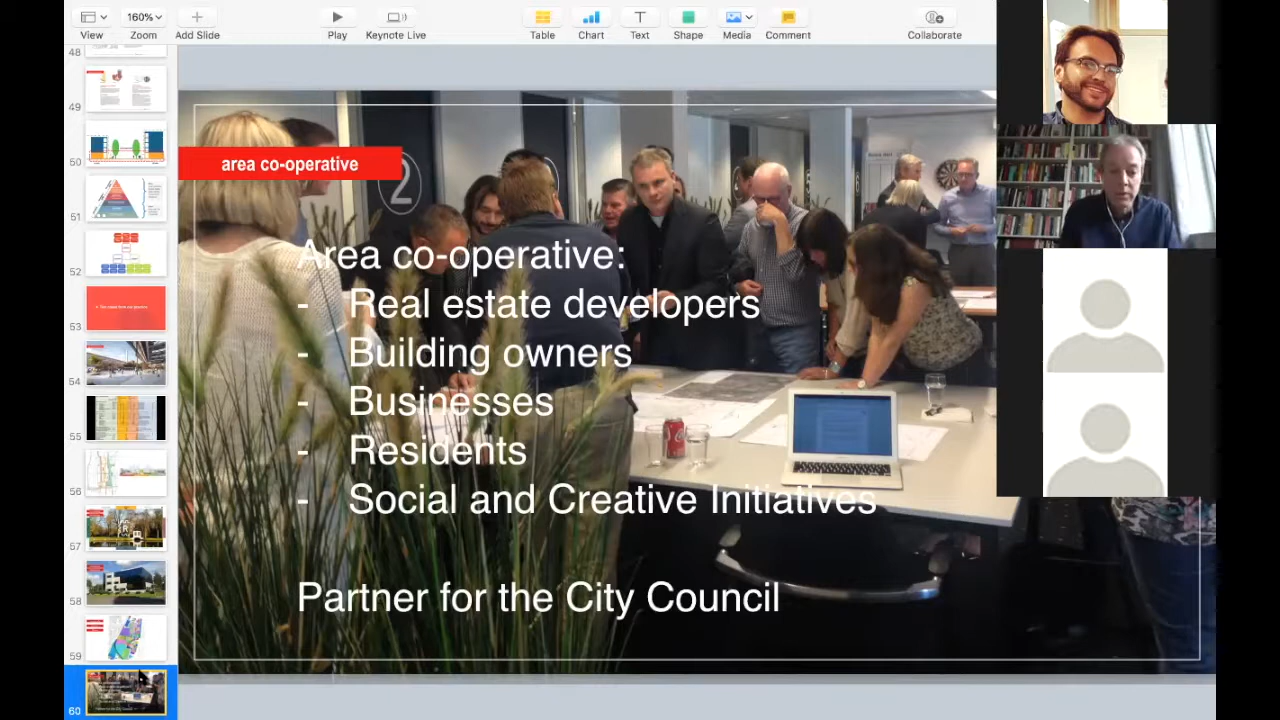 160%
View
Zoom
Add Slide
Play
Keynote Live
Table
Chart
Text
Shape
Media
Comment
Collaborate
48
49
50
51
52
53
54
55
56
57
58
59
60
area co-operative
2
Area co-operative:
- Real estate developers
- Building owners
- Businesses
- Residents
- Social and Creative Initiatives
Partner for the City Council